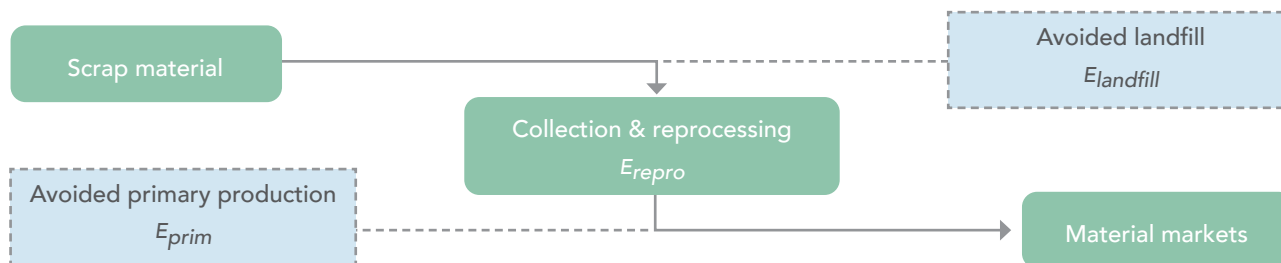 Scrap material
Avoided landfill
Elandfill
Collection & reprocessing
Erepro
Avoided primary production
Eprim
Material markets